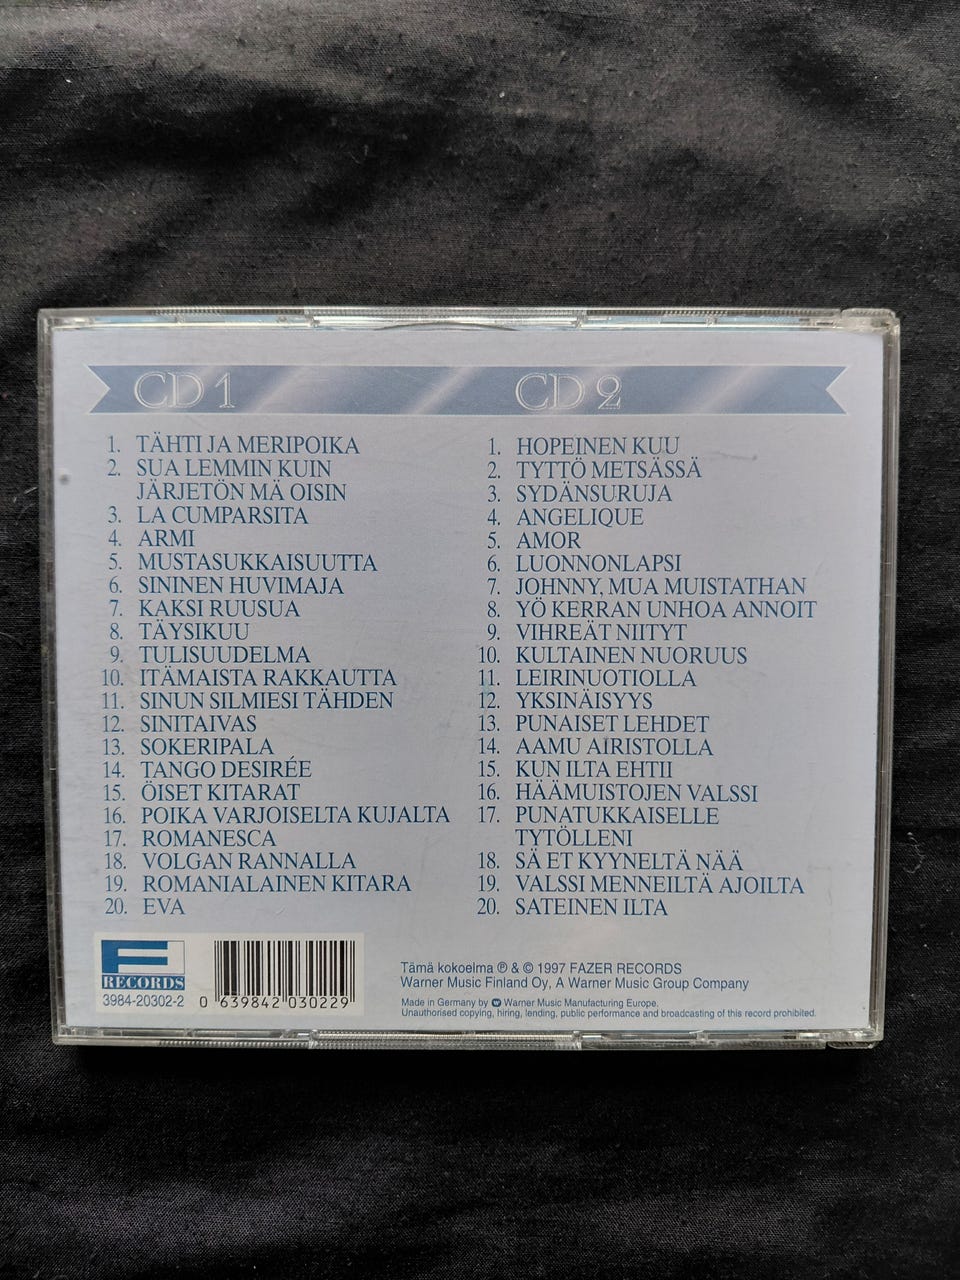 CD 1
1. TÄHTI JA MERIPOIKA
2. SUA LEMMIN KUIN
JÄRJETÖN MÄ OISIN
3. LA CUMPARSITA
4. ARMI
5. MUSTASUKKAISUUTTA
6. SININEN HUVIMAJA
7. KAKSI RUUSUA
8. TÄYSIKUU
9. TULISUUDELMA
10. ITÄMAISTA RAKKAUTTA
11. SINUN SILMIESI TÄHDEN
12. SINITAIVAS
13. SOKERIPALA
14. TANGO DESIRÉE
15. ÖISET KITARAT
16. POIKA VARJOISELTA KUJALTA
17. ROMANESCA
18. VOLGAN RANNALLA
19. ROMANIALAINEN KITARA
20. EVA
CD 2
1. HOPEINEN KUU
2. TYTTÖ METSÄSSÄ
3. SYDÄNSURUJA
4. ANGELIQUE
5. AMOR
6. LUONNONLAPSI
7. JOHNNY, MUA MUISTATHAN
8. YÖ KERRAN UNHOA ANNOIT
9. VIHREÄT NIITYT
10. KULTAINEN NUORUUS
11. LEIRINUOTIOLLA
12. YKSINÄISYYS
13. PUNAISET LEHDET
14. AAMU AIRISTOLLA
15. KUN ILTA EHTII
16. HÄÄMUISTOJEN VALSSI
17. PUNATUKKAISELLE
TYTÖLLENI
18. SÄ ET KYYNELTÄ NÄÄ
19. VALSSI MENNEILTÄ AJOILTA
20. SATEINEN ILTA
F
RECORDS
3984-20302-2
0 639842 030229
Tämä kokoelma ℗ & © 1997 FAZER RECORDS
Warner Music Finland Oy, A Warner Music Group Company
Made in Germany by Warner Music Manufacturing Europe.
Unauthorised copying, hiring, lending, public performance and broadcasting of this record prohibited.